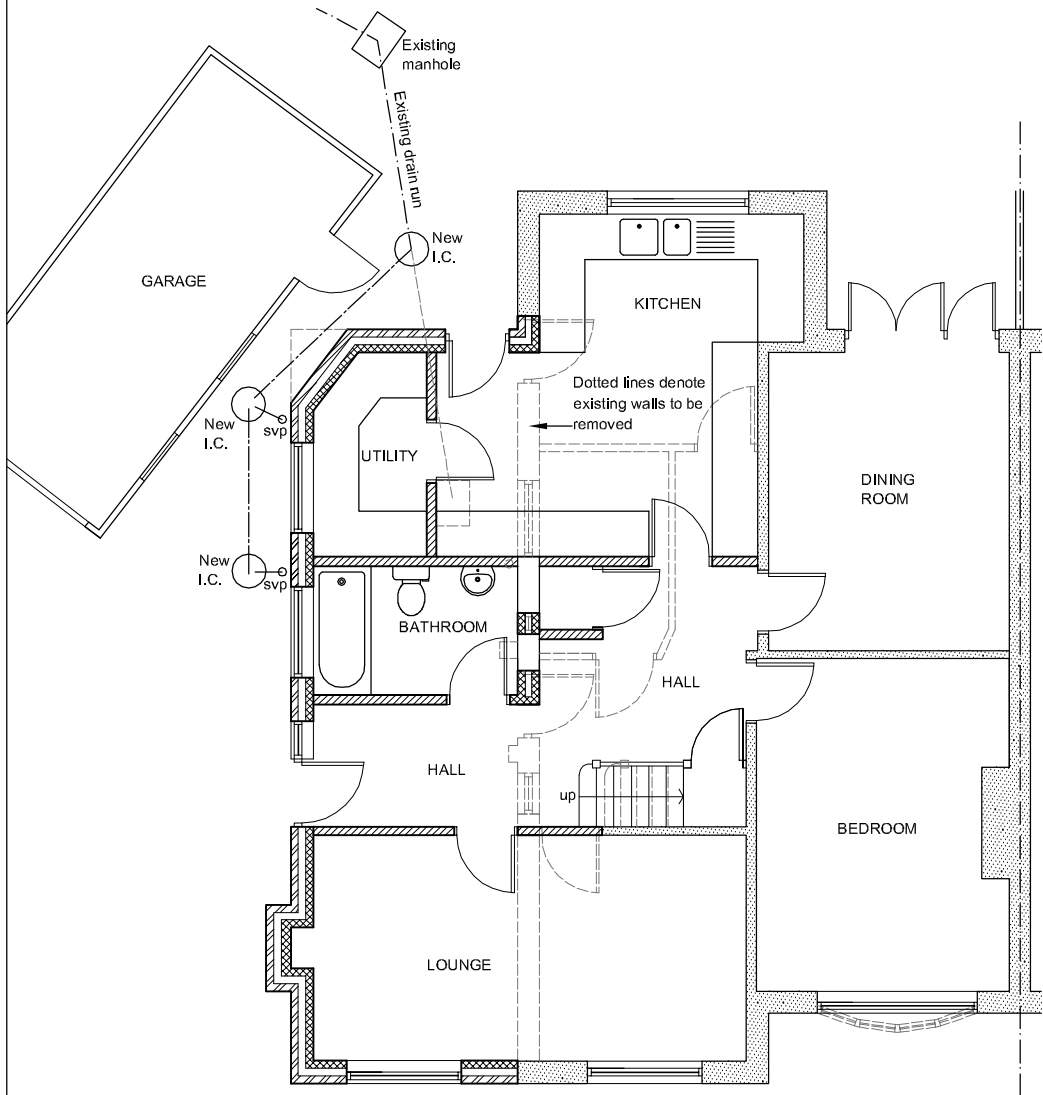 Existing
manhole
Existing drain run
New
I.C.
GARAGE
KITCHEN
Dotted lines denote
existing walls to be
removed
New
I.C.
svp
UTILITY
DINING
ROOM
New
I.C.
svp
BATHROOM
HALL
HALL
up
BEDROOM
LOUNGE